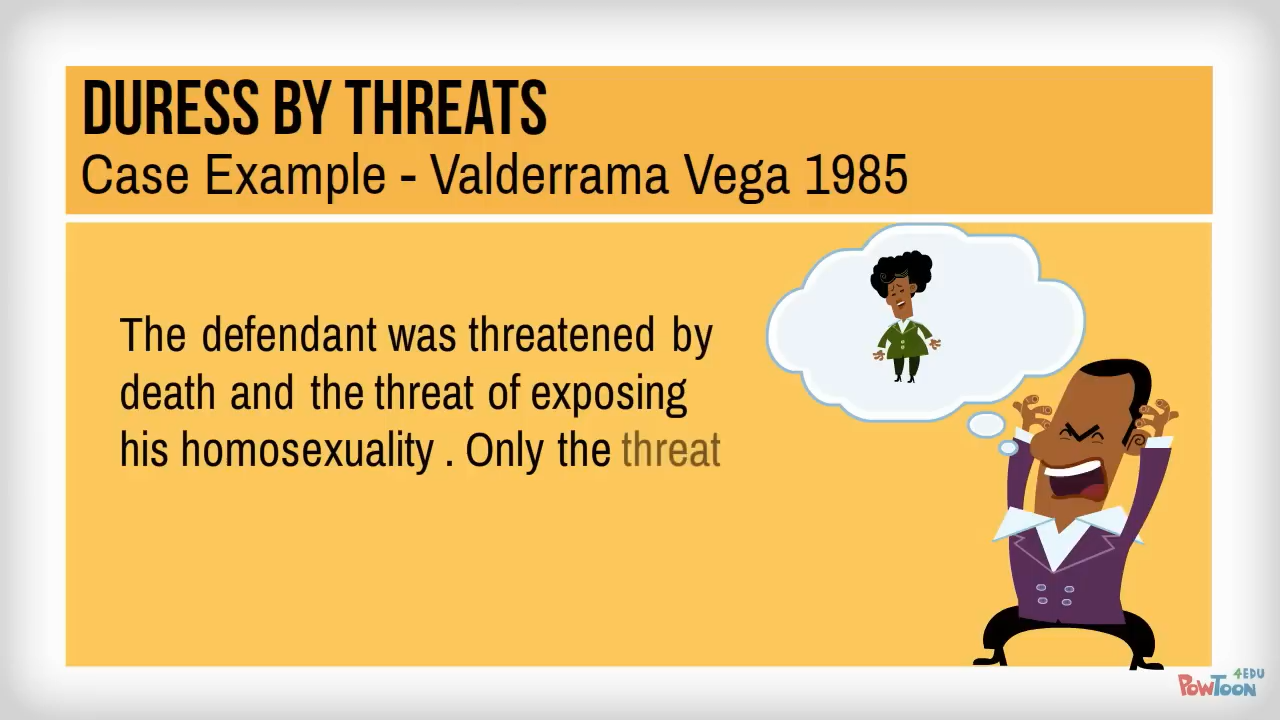 DURESS BY THREATS
Case Example - Valderrama Vega 1985
The defendant was threatened by
death and the threat of exposing
his homosexuality . Only the threat
4EDU
POWTOON